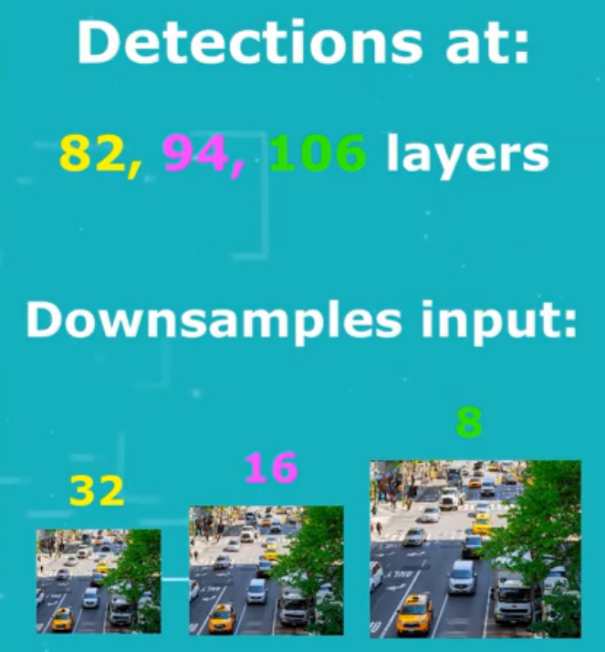 Detections at:
82, 94, 106 layers
Downsamples input:
32
16
8